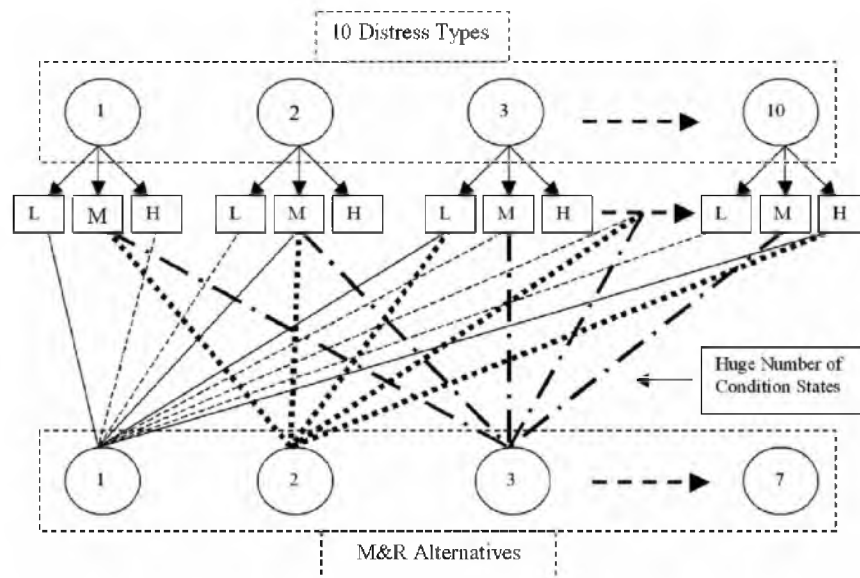 10 Distress Types
1 2 3 10
L M H L M H L M H L M H
Huge Number of
Condition States
1 2 3 7
M&R Alternatives